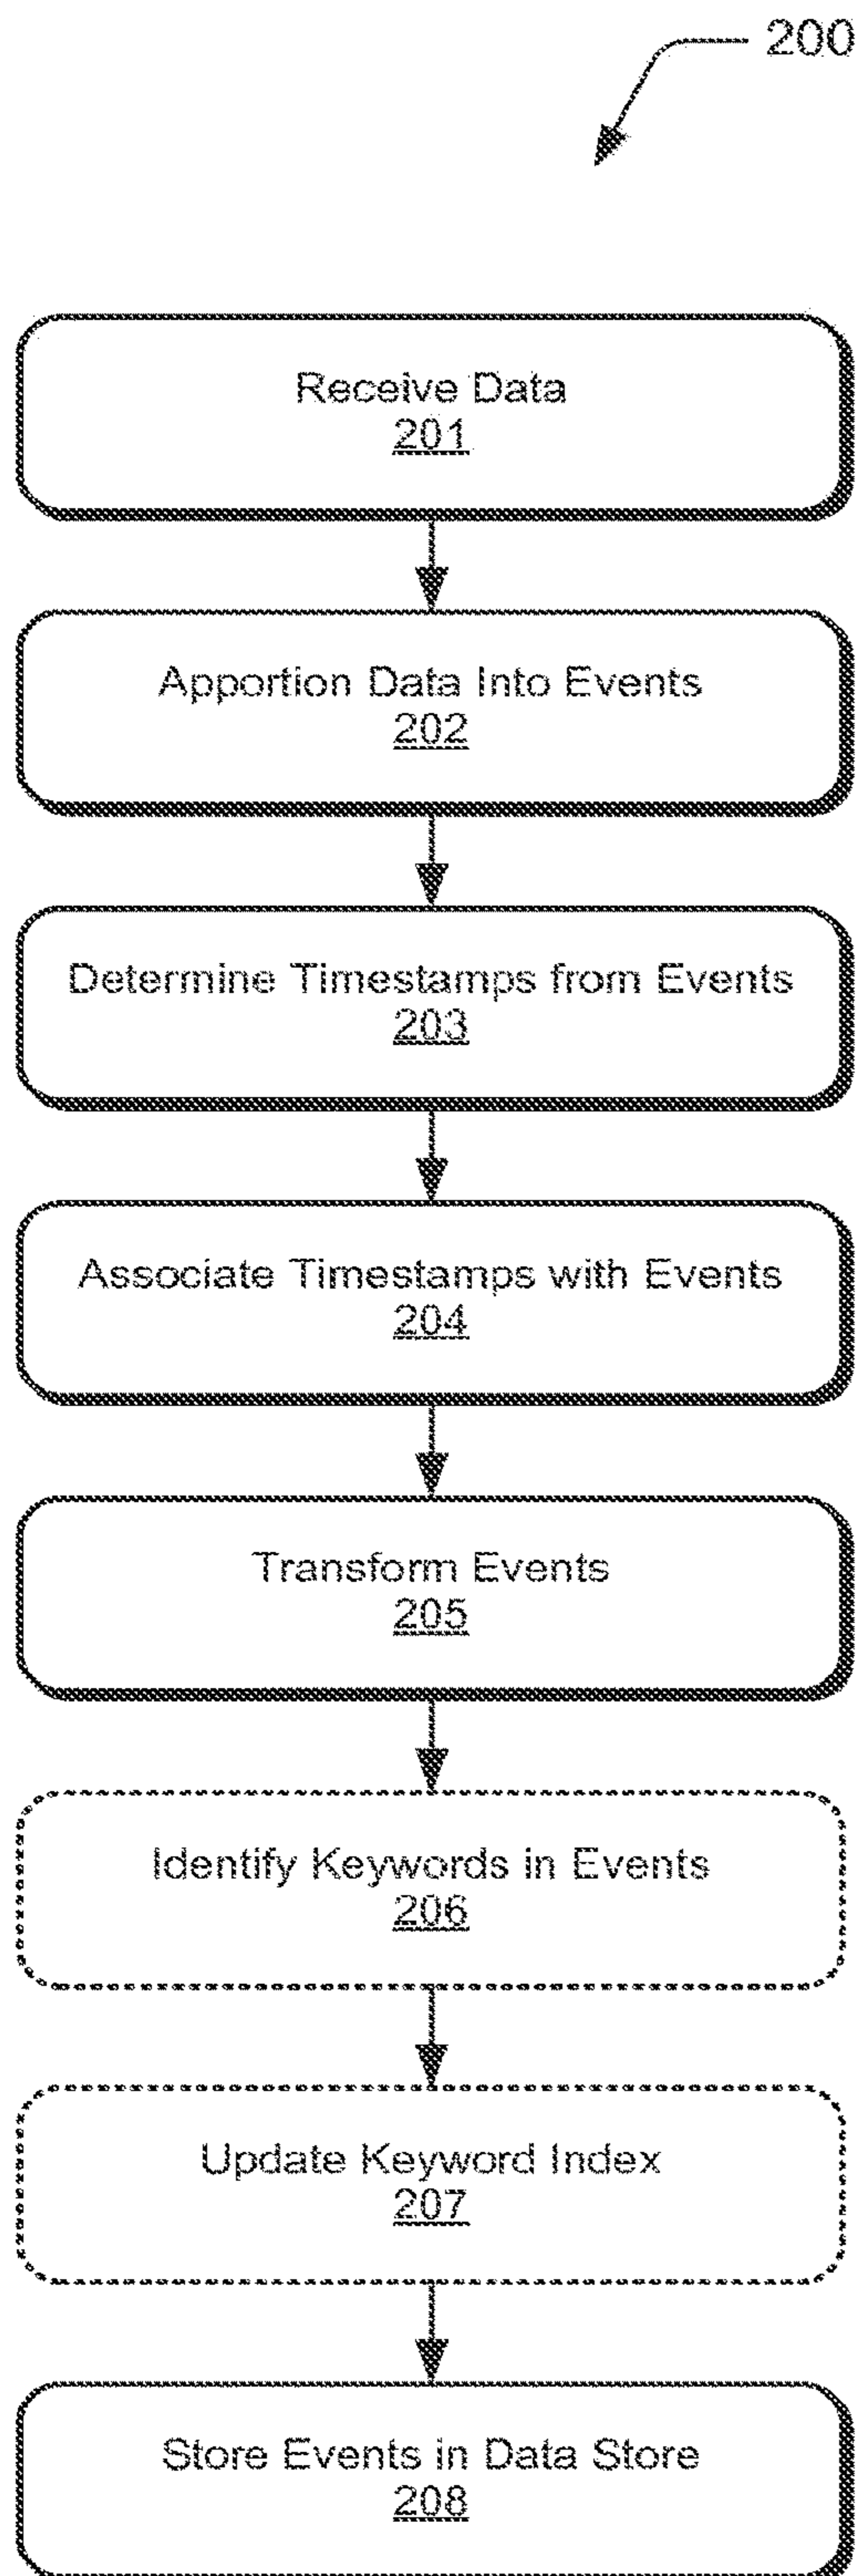 200
Receive Data
201
Apportion Data Into Events
202
Determine Timestamps from Events
203
Associate Timestamps with Events
204
Transform Events
205
Identify Keywords in Events
206
Update Keyword Index
207
Store Events in Data Store
208